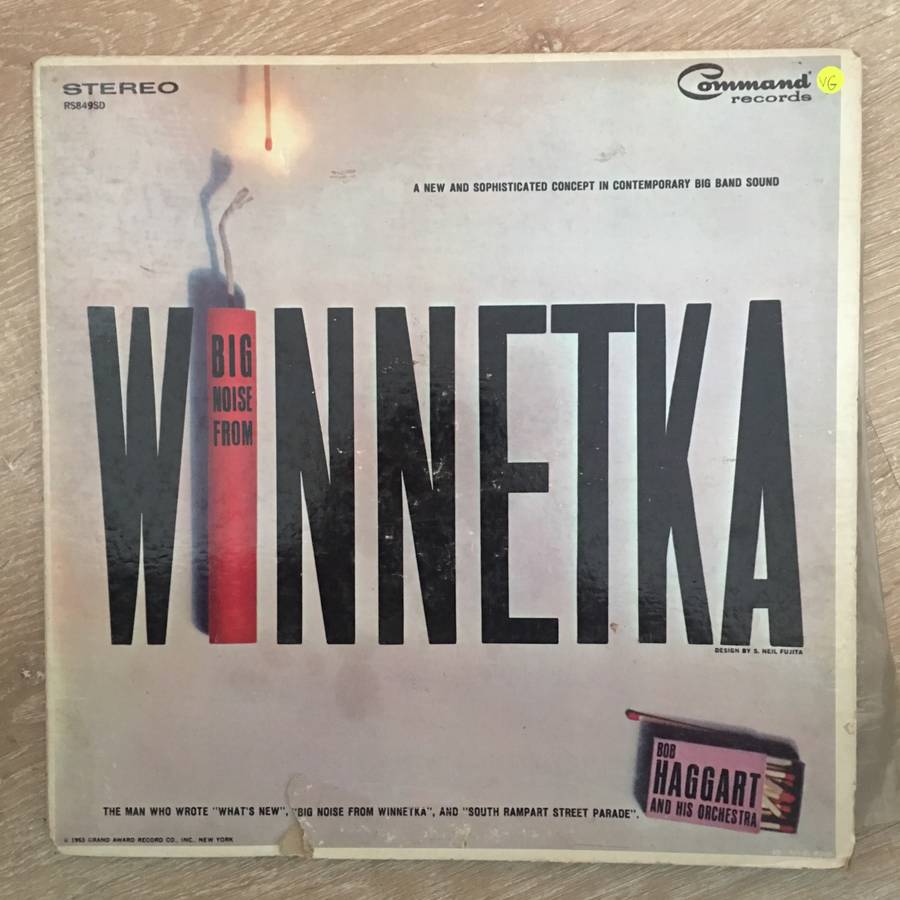 STEREO
RS849SD
Command
records
VG
A NEW AND SOPHISTICATED CONCEPT IN CONTEMPORARY BIG BAND SOUND
BIG
NOISE
FROM
WINNETKA
DESIGN BY S. NEIL FUJITA
BOB
HAGGART
AND HIS ORCHESTRA
THE MAN WHO WROTE "WHAT'S NEW", "BIG NOISE FROM WINNETKA", AND "SOUTH RAMPART STREET PARADE".
© 1963 GRAND AWARD RECORD CO., INC. NEW YORK